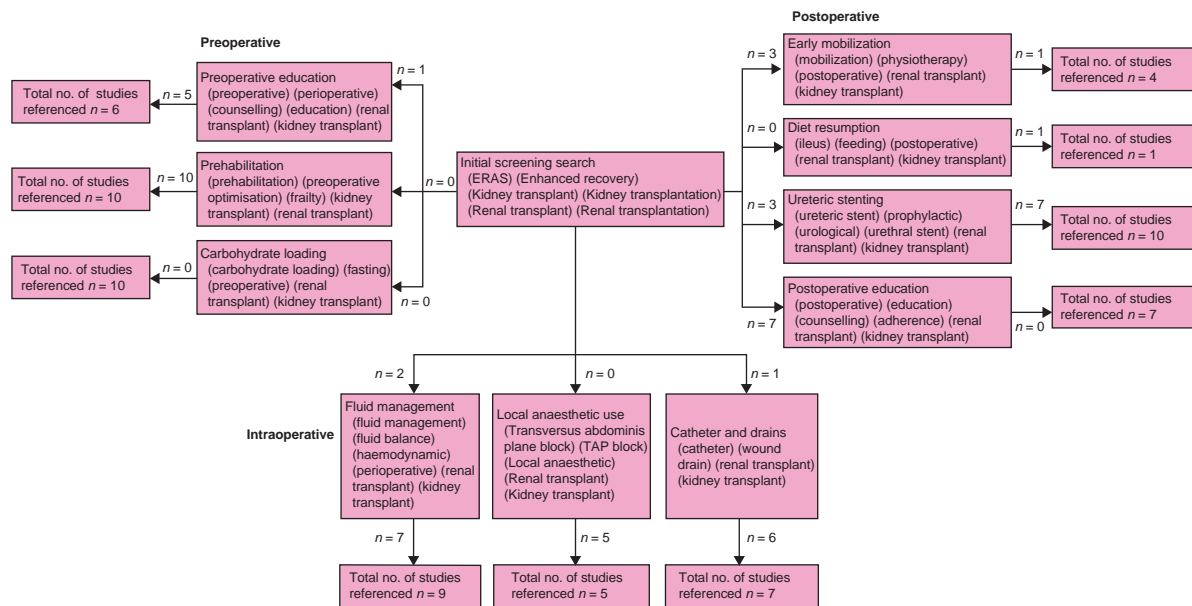 Preoperative
n = 1
Preoperative education
(preoperative) (perioperative)
(counselling) (education) (renal
transplant) (kidney transplant)
n = 5
Total no. of studies
referenced n = 6
Prehabilitation
(prehabilitation) (preoperative
optimisation) (frailty) (kidney
transplant) (renal transplant)
n = 0
n = 10
Total no. of studies
referenced n = 10
Carbohydrate loading
(carbohydrate loading) (fasting)
(preoperative) (renal
transplant) (kidney transplant)
n = 0
n = 0
Total no. of studies
referenced n = 10
Initial screening search
(ERAS) (Enhanced recovery)
(Kidney transplant) (Kidney transplantation)
(Renal transplant) (Renal transplantation)
Postoperative
n = 3
Early mobilization
(mobilization) (physiotherapy)
(postoperative) (renal transplant)
(kidney transplant)
n = 1
Total no. of studies
referenced n = 4
n = 0
Diet resumption
(ileus) (feeding) (postoperative)
(renal transplant) (kidney transplant)
n = 1
Total no. of studies
referenced n = 1
n = 3
Ureteric stenting
(ureteric stent) (prophylactic)
(urological) (urethral stent) (renal
transplant) (kidney transplant)
n = 7
Total no. of studies
referenced n = 10
n = 7
Postoperative education
(postoperative) (education)
(counselling) (adherence) (renal
transplant) (kidney transplant)
n = 0
Total no. of studies
referenced n = 7
Intraoperative
n = 2
Fluid management
(fluid management)
(fluid balance)
(haemodynamic)
(perioperative) (renal
transplant) (kidney
transplant)
n = 7
Total no. of studies
referenced n = 9
n = 0
Local anaesthetic use
(Transversus abdominis
plane block) (TAP block)
(Local anaesthetic)
(Renal transplant)
(Kidney transplant)
n = 5
Total no. of studies
referenced n = 5
n = 1
Catheter and drains
(catheter) (wound
drain) (renal transplant)
(kidney transplant)
n = 6
Total no. of studies
referenced n = 7